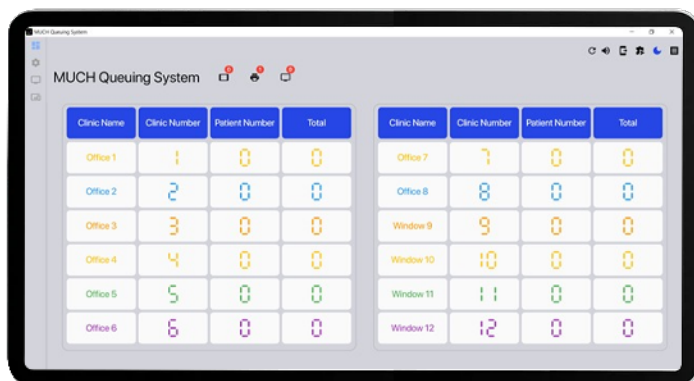 MUCH Queuing System
MUCH Queuing System
Clinic Name Clinic Number Patient Number Total
Office 1 1 0 0
Office 2 2 0 0
Office 3 3 0 0
Office 4 4 0 0
Office 5 5 0 0
Office 6 6 0 0
Clinic Name Clinic Number Patient Number Total
Office 7 7 0 0
Office 8 8 0 0
Window 9 9 0 0
Window 10 10 0 0
Window 11 11 0 0
Window 12 12 0 0